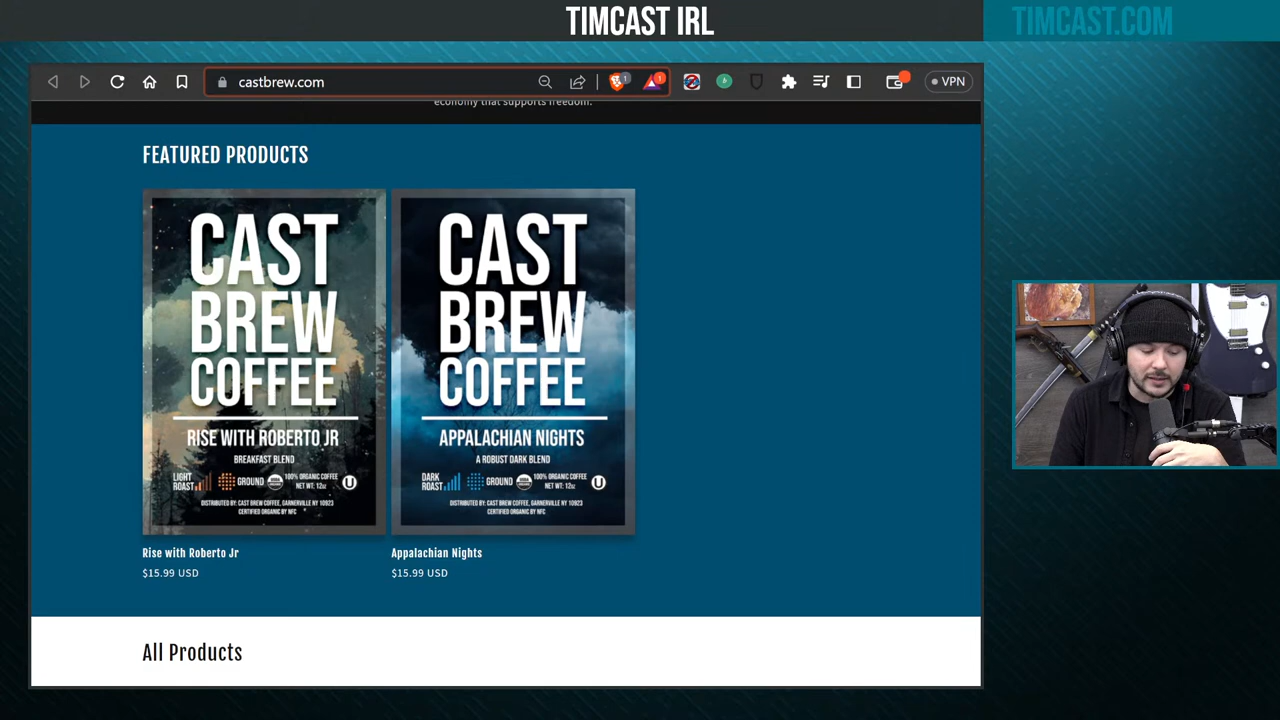 TIMCAST IRL
TIMCAST.COM
castbrew.com
1
1
VPN
economy that supports freedom.
FEATURED PRODUCTS
CAST
BREW
COFFEE
RISE WITH ROBERTO JR
BREAKFAST BLEND
LIGHT
ROAST
GROUND
100% ORGANIC COFFEE
NET WT: 12oz
U
DISTRIBUTED BY: CAST BREW COFFEE, GARNERVILLE NY 10923
CERTIFIED ORGANIC BY NFC
CAST
BREW
COFFEE
APPALACHIAN NIGHTS
A ROBUST DARK BLEND
DARK
ROAST
GROUND
100% ORGANIC COFFEE
NET WT: 12oz
U
DISTRIBUTED BY: CAST BREW COFFEE, GARNERVILLE NY 10923
CERTIFIED ORGANIC BY NFC
Rise with Roberto Jr
$15.99 USD
Appalachian Nights
$15.99 USD
All Products